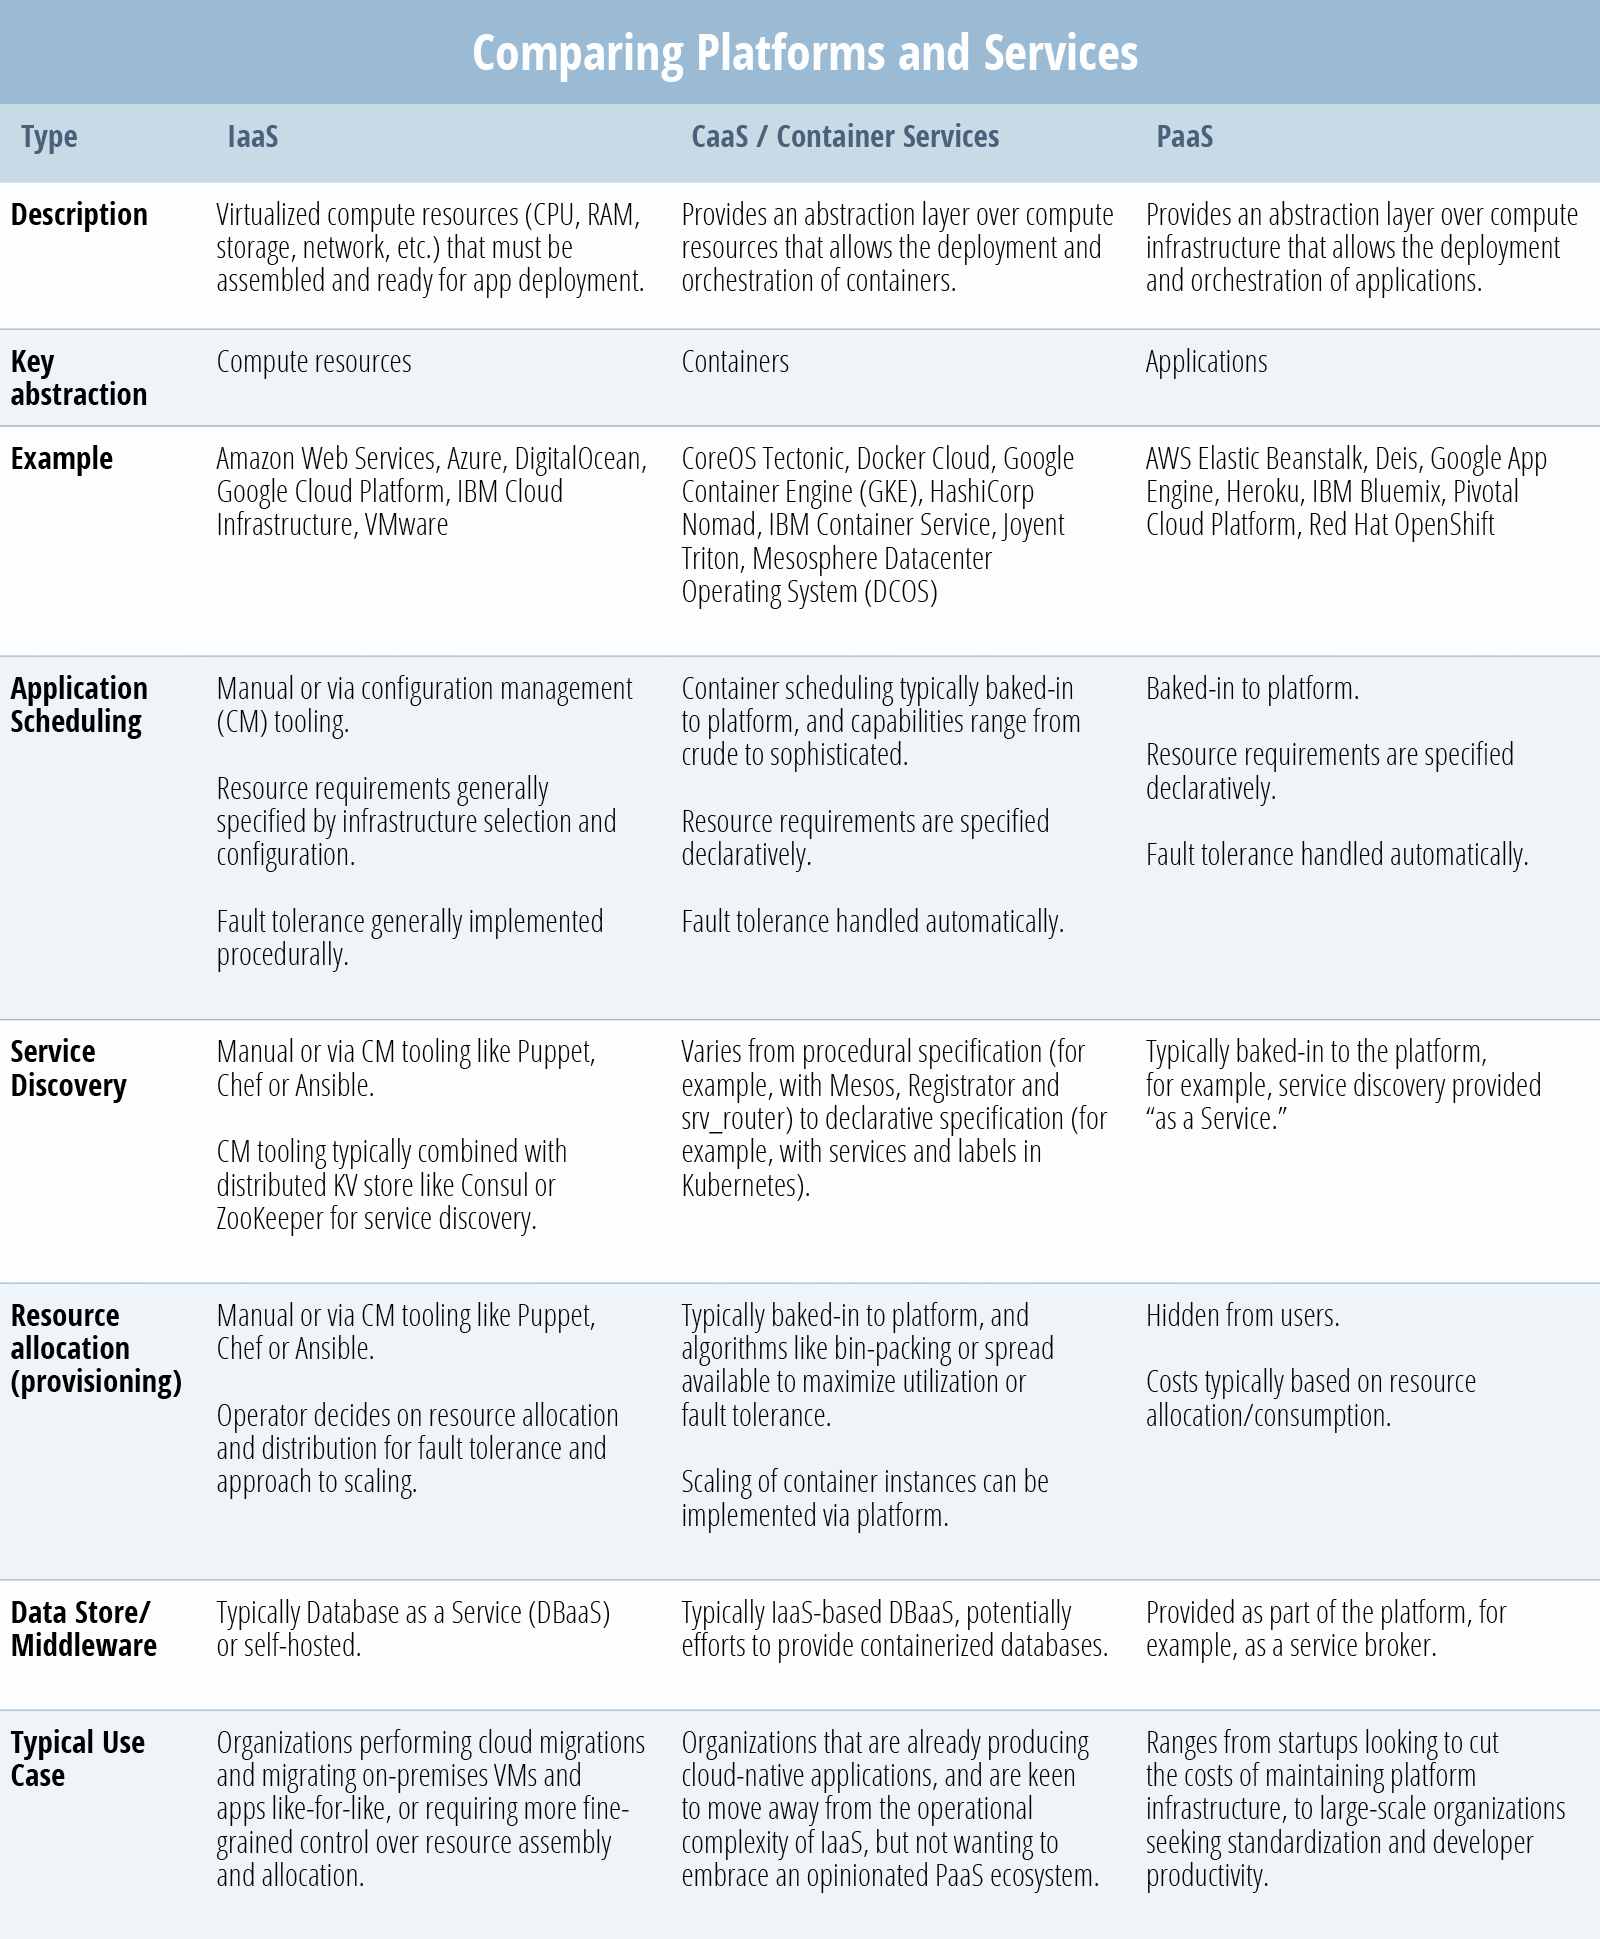 Comparing Platforms and Services
Type
IaaS
CaaS / Container Services
PaaS
Description
Virtualized compute resources (CPU, RAM,
storage, network, etc.) that must be
assembled and ready for app deployment.
Provides an abstraction layer over compute
resources that allows the deployment and
orchestration of containers.
Provides an abstraction layer over compute
infrastructure that allows the deployment
and orchestration of applications.
Key
abstraction
Compute resources
Containers
Applications
Example
Amazon Web Services, Azure, DigitalOcean,
Google Cloud Platform, IBM Cloud
Infrastructure, VMware
CoreOS Tectonic, Docker Cloud, Google
Container Engine (GKE), HashiCorp
Nomad, IBM Container Service, Joyent
Triton, Mesosphere Datacenter
Operating System (DCOS)
AWS Elastic Beanstalk, Deis, Google App
Engine, Heroku, IBM Bluemix, Pivotal
Cloud Platform, Red Hat OpenShift
Application
Scheduling
Manual or via configuration management
(CM) tooling.
Resource requirements generally
specified by infrastructure selection and
configuration.
Fault tolerance generally implemented
procedurally.
Container scheduling typically baked-in
to platform, and capabilities range from
crude to sophisticated.
Resource requirements are specified
declaratively.
Fault tolerance handled automatically.
Baked-in to platform.
Resource requirements are specified
declaratively.
Fault tolerance handled automatically.
Service
Discovery
Manual or via CM tooling like Puppet,
Chef or Ansible.
CM tooling typically combined with
distributed KV store like Consul or
ZooKeeper for service discovery.
Varies from procedural specification (for
example, with Mesos, Registrator and
srv_router) to declarative specification (for
example, with services and labels in
Kubernetes).
Typically baked-in to the platform,
for example, service discovery provided
“as a Service.”
Resource
allocation
(provisioning)
Manual or via CM tooling like Puppet,
Chef or Ansible.
Operator decides on resource allocation
and distribution for fault tolerance and
approach to scaling.
Typically baked-in to platform, and
algorithms like bin-packing or spread
available to maximize utilization or
fault tolerance.
Scaling of container instances can be
implemented via platform.
Hidden from users.
Costs typically based on resource
allocation/consumption.
Data Store/
Middleware
Typically Database as a Service (DBaaS)
or self-hosted.
Typically IaaS-based DBaaS, potentially
efforts to provide containerized databases.
Provided as part of the platform, for
example, as a service broker.
Typical Use
Case
Organizations performing cloud migrations
and migrating on-premises VMs and
apps like-for-like, or requiring more fine-
grained control over resource assembly
and allocation.
Organizations that are already producing
cloud-native applications, and are keen
to move away from the operational
complexity of IaaS, but not wanting to
embrace an opinionated PaaS ecosystem.
Ranges from startups looking to cut
the costs of maintaining platform
infrastructure, to large-scale organizations
seeking standardization and developer
productivity.